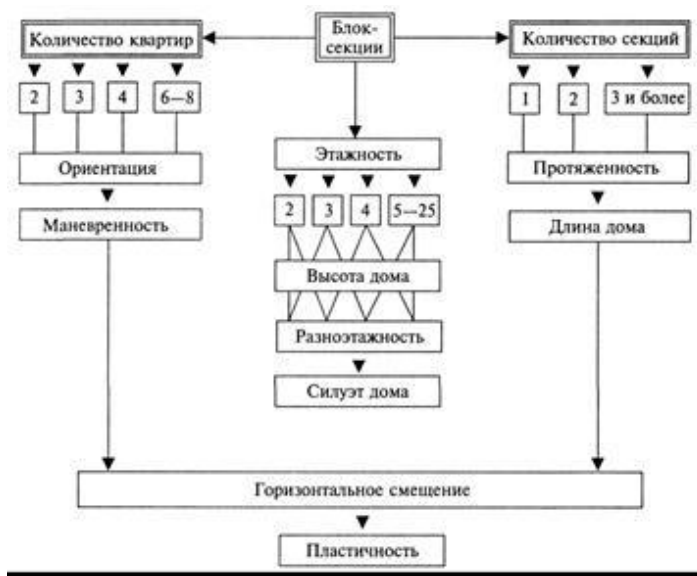 Количество квартир
Блок-
секции
Количество секций
2
3
4
6—8
1
2
3 и более
Этажность
Ориентация
Протяженность
Маневренность
2
3
4
5—25
Длина дома
Высота дома
Разноэтажность
Силуэт дома
Горизонтальное смещение
Пластичность